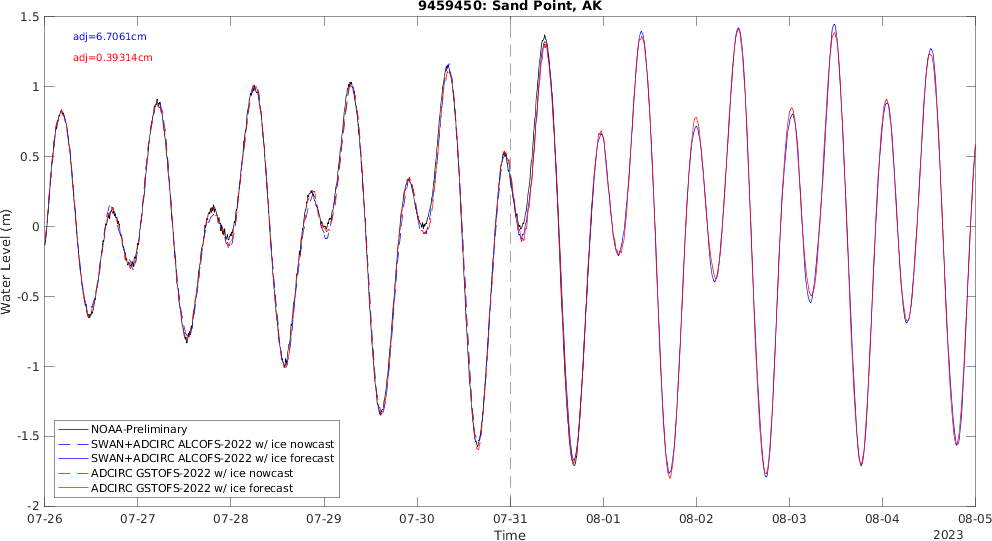 9459450: Sand Point, AK
adj=6.7061cm
adj=0.39314cm
Water Level (m)
1.5
1
0.5
0
-0.5
-1
-1.5
-2
NOAA-Preliminary
SWAN+ADCIRC ALCOFS-2022 w/ ice nowcast
SWAN+ADCIRC ALCOFS-2022 w/ ice forecast
ADCIRC GSTOFS-2022 w/ ice nowcast
ADCIRC GSTOFS-2022 w/ ice forecast
07-26 07-27 07-28 07-29 07-30 07-31 08-01 08-02 08-03 08-04 08-05
Time
2023